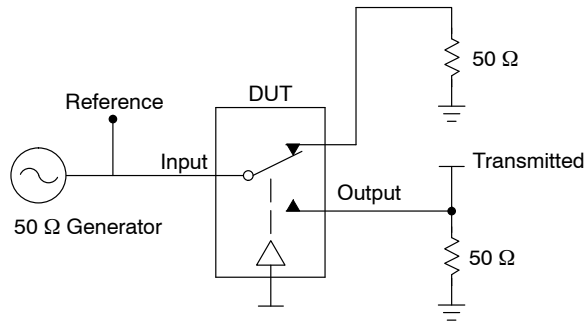 50 Ω
DUT
Reference
Input
Transmitted
Output
50 Ω Generator
50 Ω